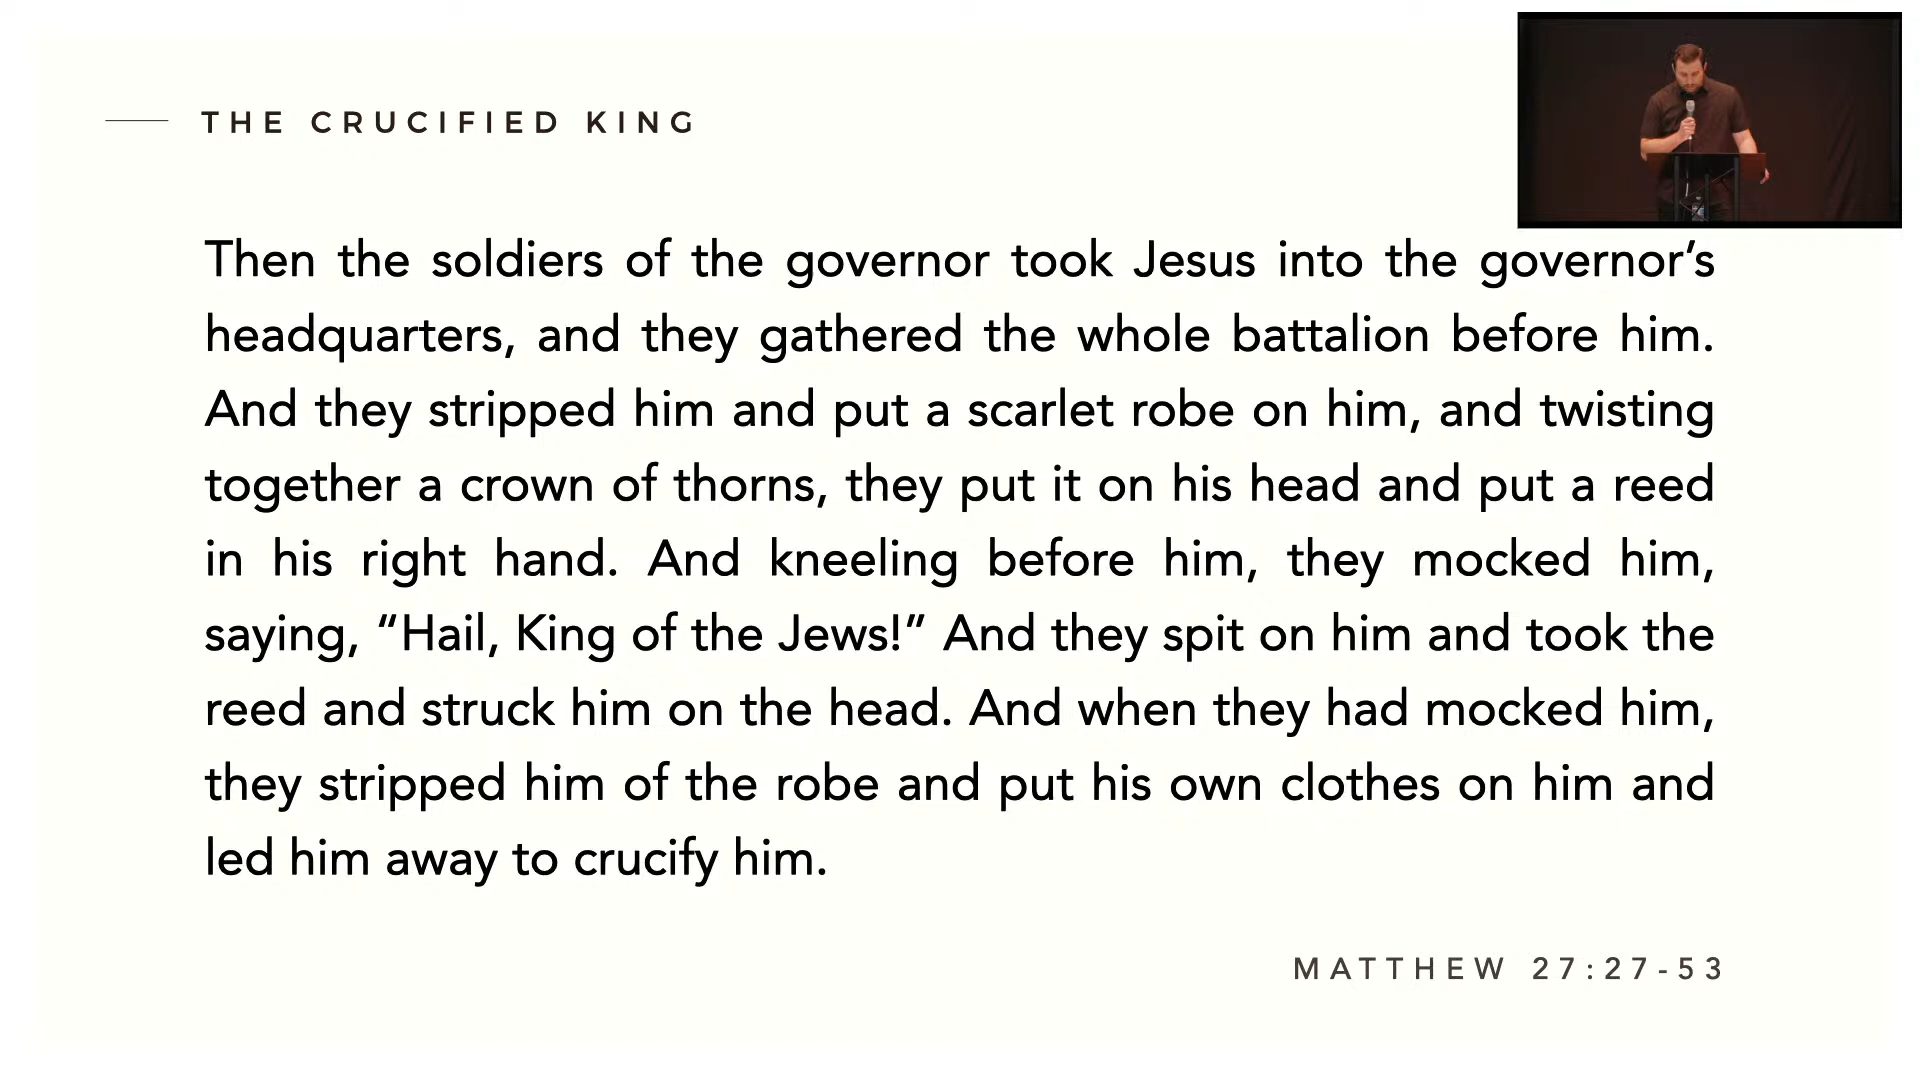 THE CRUCIFIED KING
Then the soldiers of the governor took Jesus into the governor’s
headquarters, and they gathered the whole battalion before him.
And they stripped him and put a scarlet robe on him, and twisting
together a crown of thorns, they put it on his head and put a reed
in his right hand. And kneeling before him, they mocked him,
saying, “Hail, King of the Jews!” And they spit on him and took the
reed and struck him on the head. And when they had mocked him,
they stripped him of the robe and put his own clothes on him and
led him away to crucify him.
MATTHEW 27:27-53